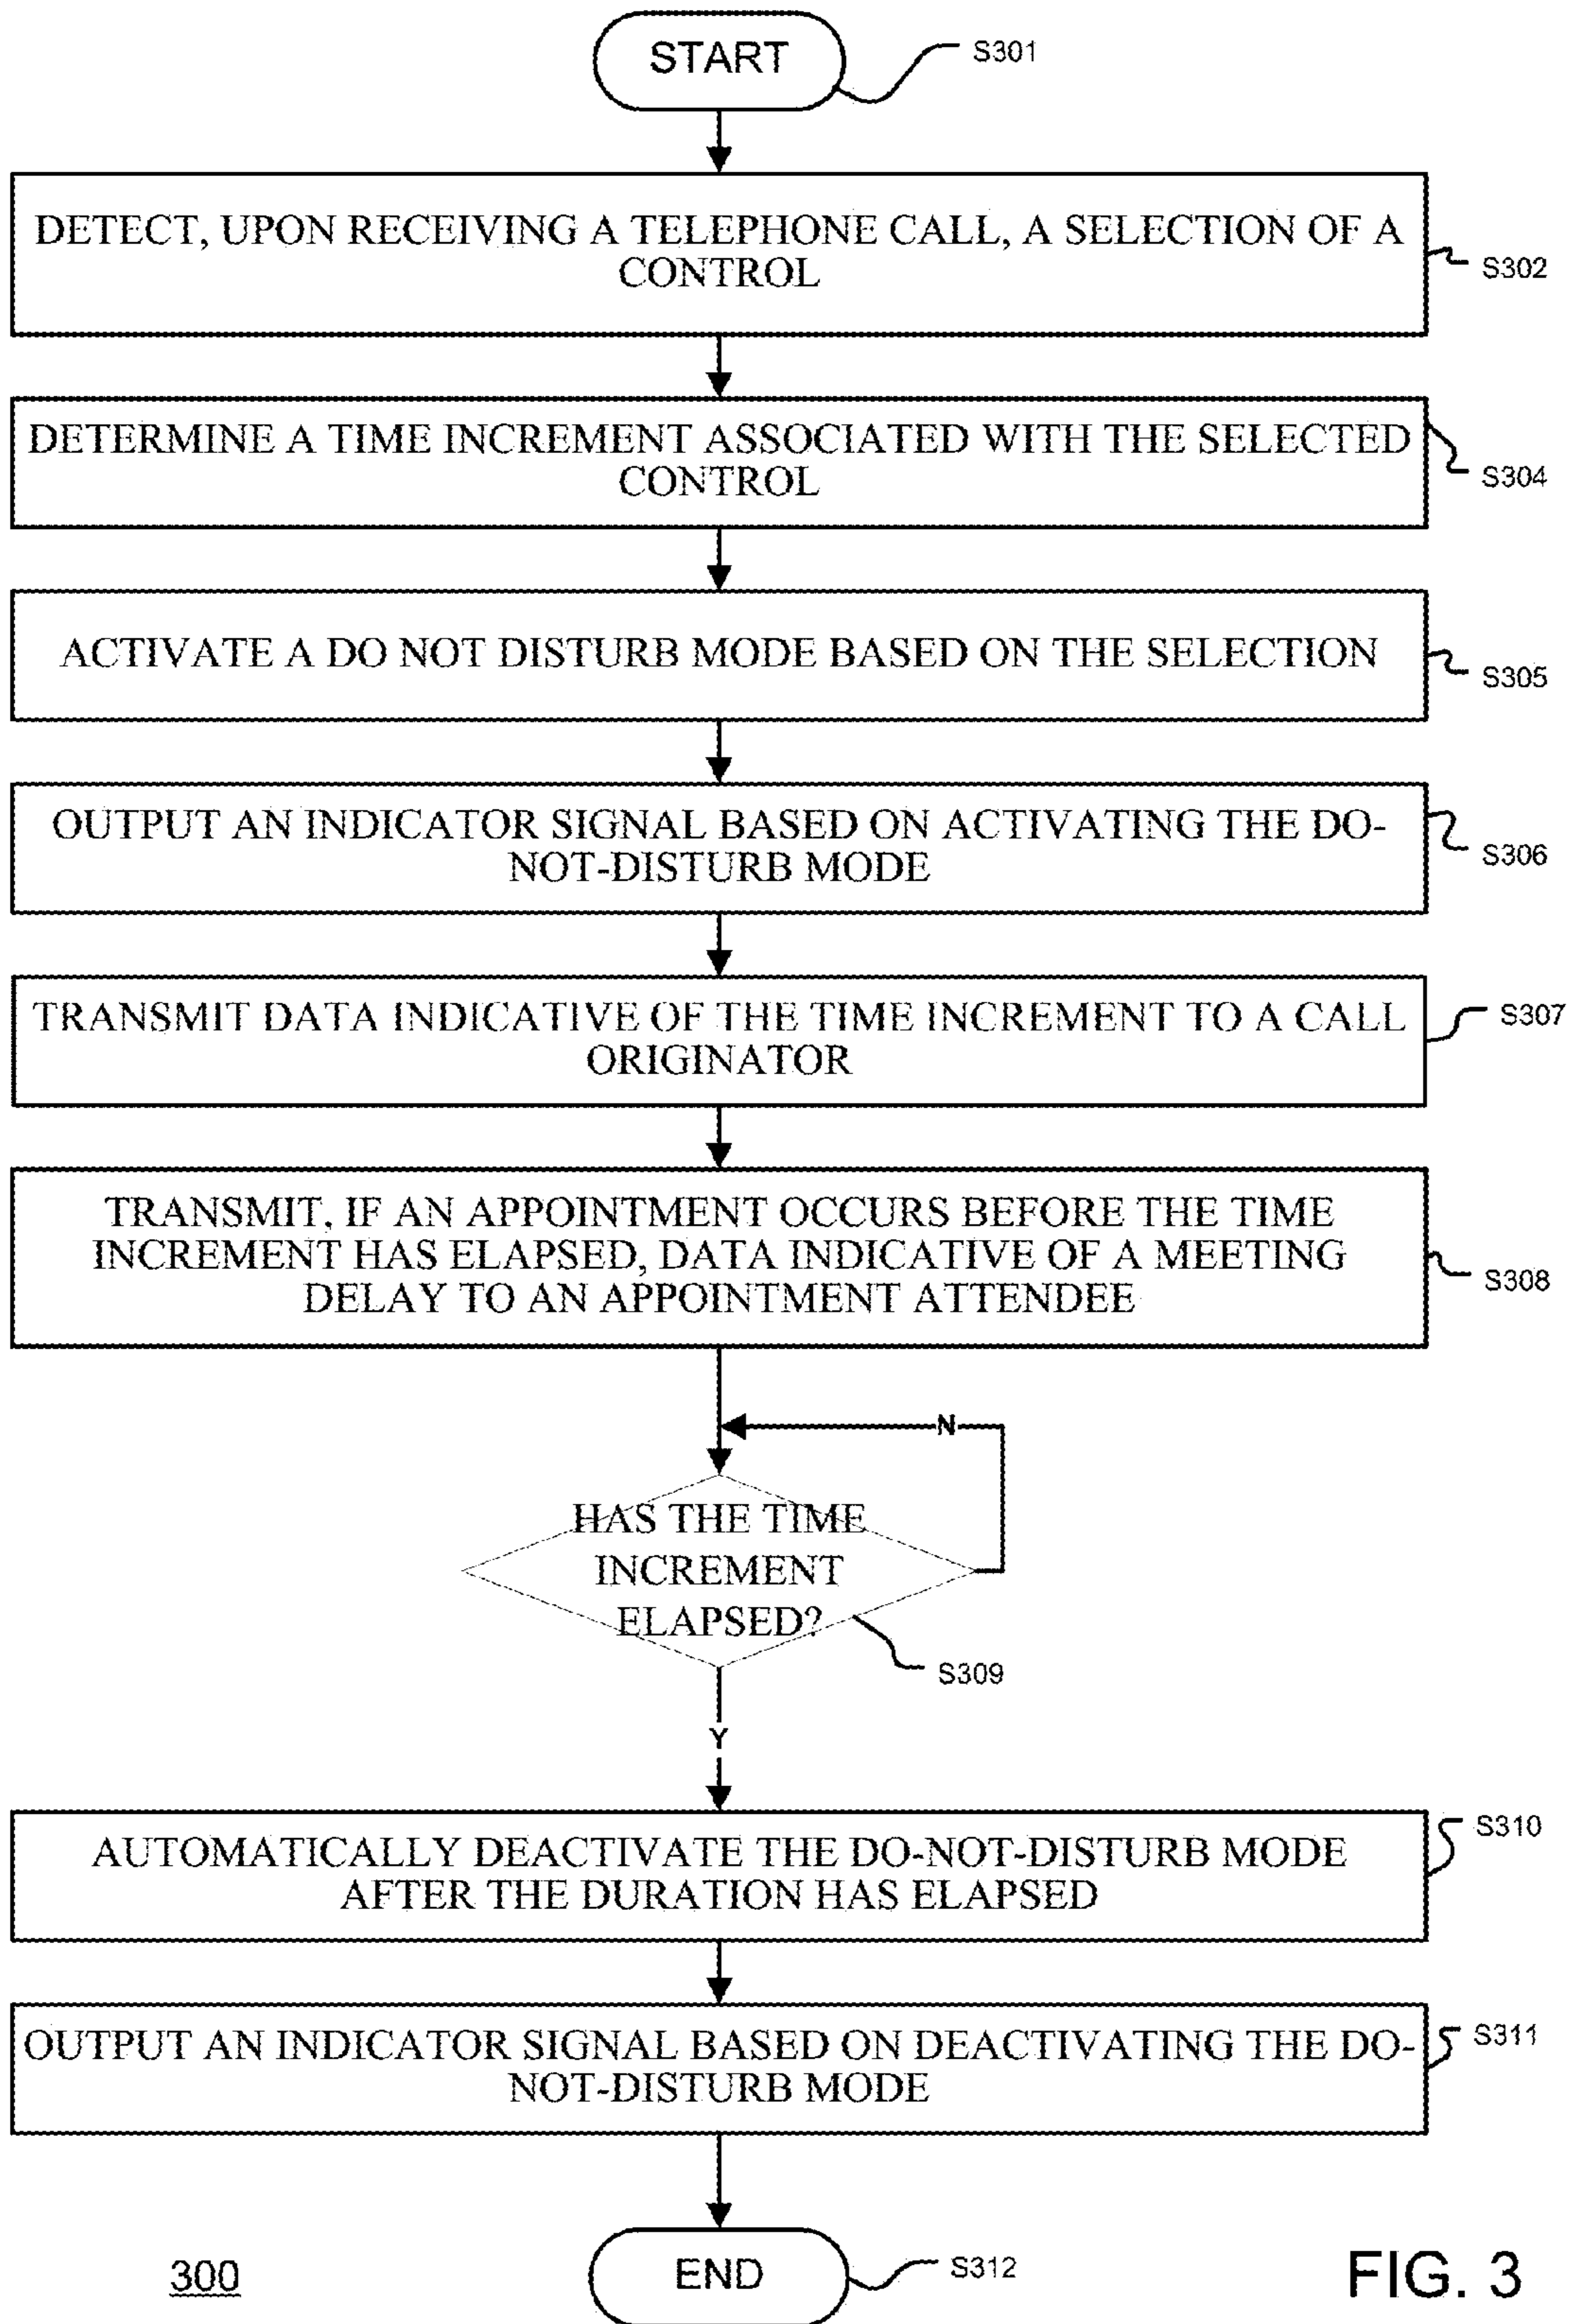 START
S301
DETECT, UPON RECEIVING A TELEPHONE CALL, A SELECTION OF A
CONTROL
S302
DETERMINE A TIME INCREMENT ASSOCIATED WITH THE SELECTED
CONTROL
S304
ACTIVATE A DO NOT DISTURB MODE BASED ON THE SELECTION
S305
OUTPUT AN INDICATOR SIGNAL BASED ON ACTIVATING THE DO-
NOT-DISTURB MODE
S306
TRANSMIT DATA INDICATIVE OF THE TIME INCREMENT TO A CALL
ORIGINATOR
S307
TRANSMIT, IF AN APPOINTMENT OCCURS BEFORE THE TIME
INCREMENT HAS ELAPSED, DATA INDICATIVE OF A MEETING
DELAY TO AN APPOINTMENT ATTENDEE
S308
N
HAS THE TIME
INCREMENT
ELAPSED?
S309
Y
AUTOMATICALLY DEACTIVATE THE DO-NOT-DISTURB MODE
AFTER THE DURATION HAS ELAPSED
S310
OUTPUT AN INDICATOR SIGNAL BASED ON DEACTIVATING THE DO-
NOT-DISTURB MODE
S311
END
S312
300
FIG. 3